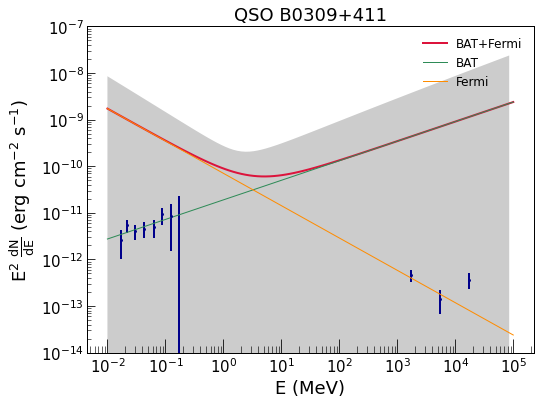 QSO B0309+411
BAT+Fermi
BAT
Fermi
E² dN/dE (erg cm⁻² s⁻¹)
10⁻⁷
10⁻⁸
10⁻⁹
10⁻¹⁰
10⁻¹¹
10⁻¹²
10⁻¹³
10⁻¹⁴
10⁻² 10⁻¹ 10⁰ 10¹ 10² 10³ 10⁴ 10⁵
E (MeV)